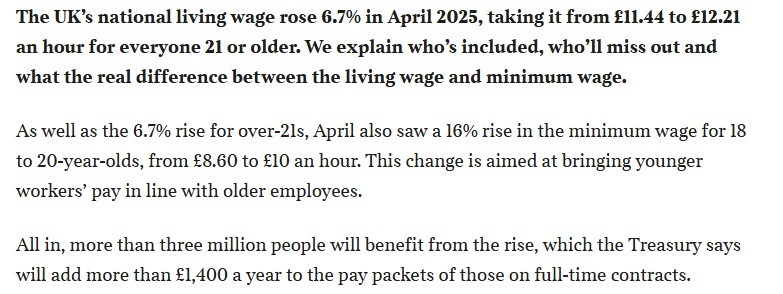 The UK’s national living wage rose 6.7% in April 2025, taking it from £11.44 to £12.21
an hour for everyone 21 or older. We explain who’s included, who’ll miss out and
what the real difference between the living wage and minimum wage.
As well as the 6.7% rise for over-21s, April also saw a 16% rise in the minimum wage for 18
to 20-year-olds, from £8.60 to £10 an hour. This change is aimed at bringing younger
workers’ pay in line with older employees.
All in, more than three million people will benefit from the rise, which the Treasury says
will add more than £1,400 a year to the pay packets of those on full-time contracts.